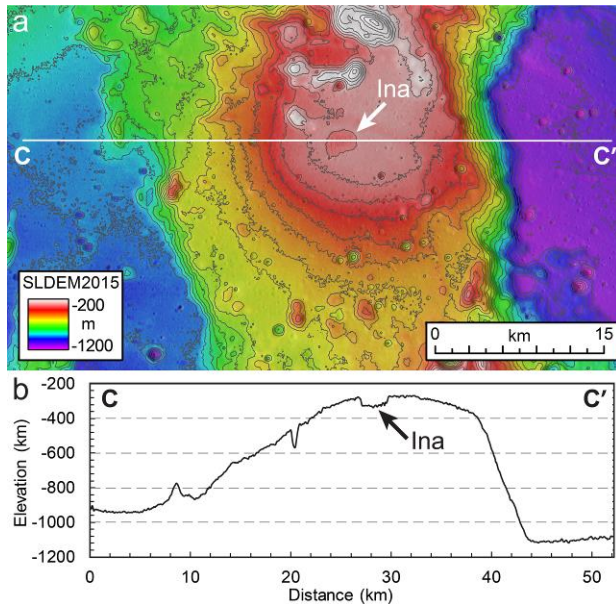 a
Ina
C C'
SLDEM2015
-200
m
-1200
0 km 15
b
C C'
Ina
Elevation (km)
-200
-400
-600
-800
-1000
-1200
0 10 20 30 40 50
Distance (km)